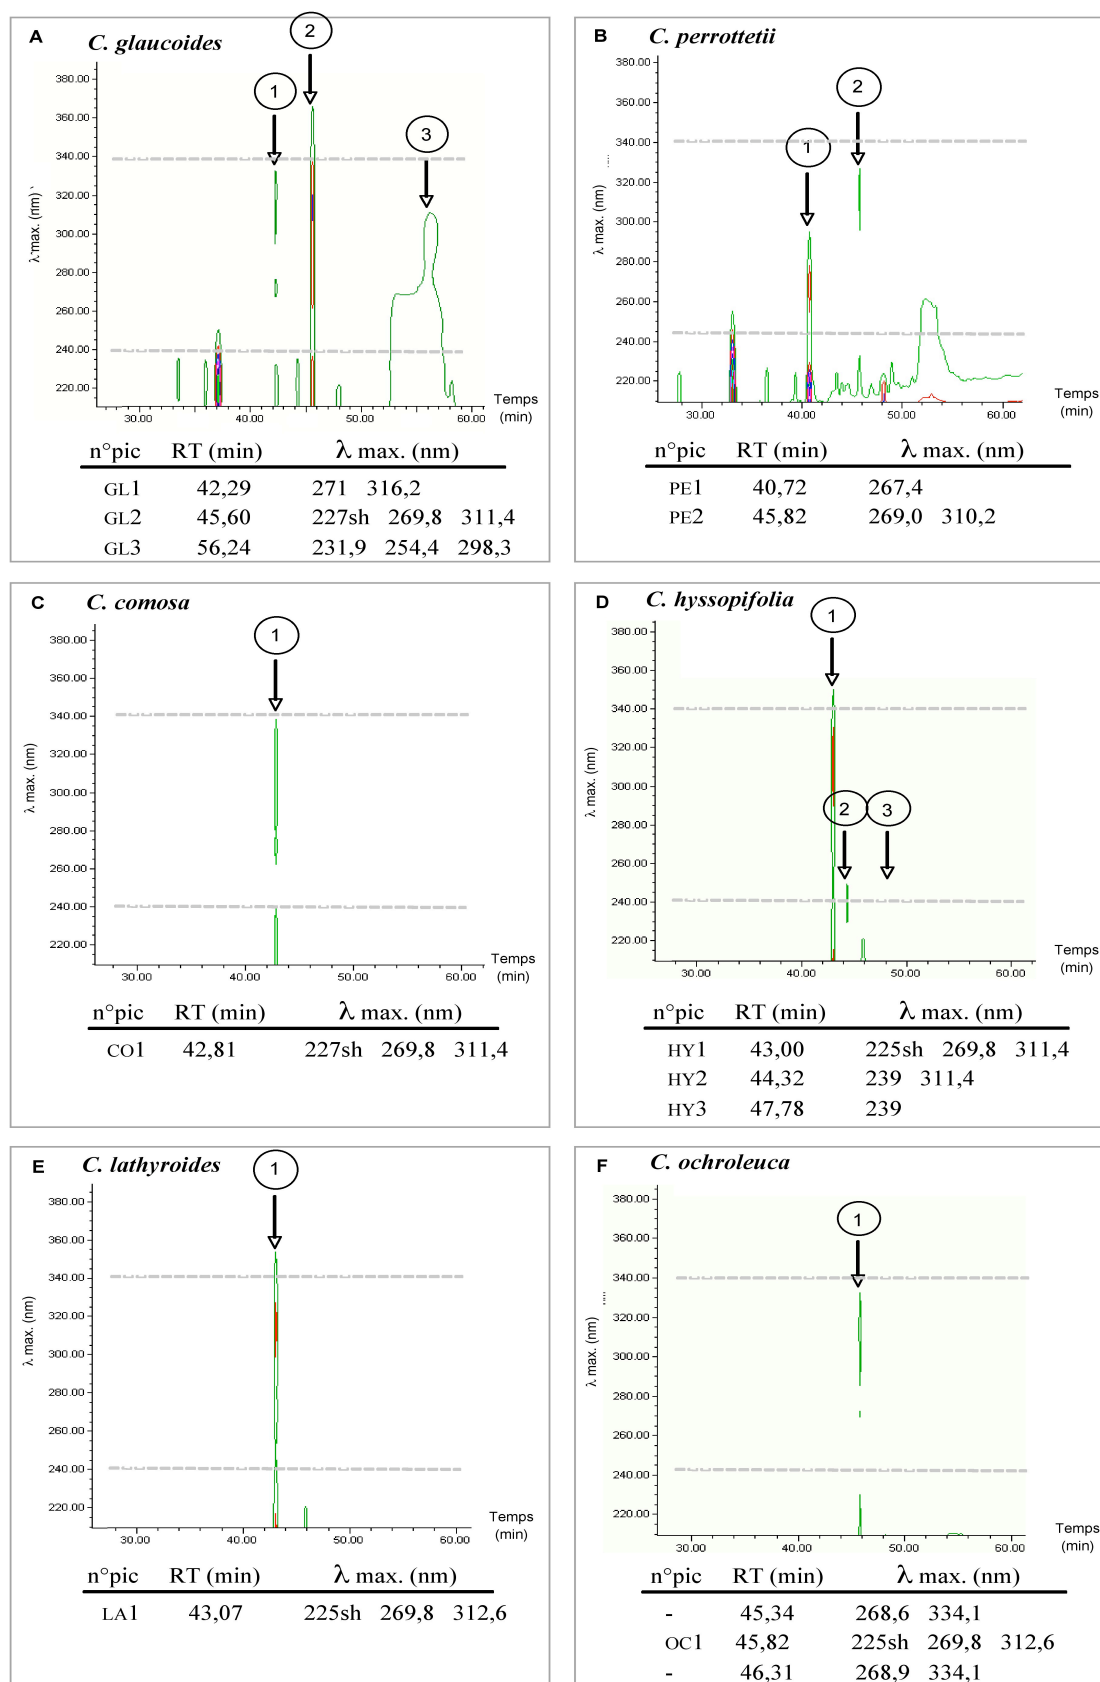 A C. glaucoides
1
2
3
380.00
360.00
340.00
320.00
300.00
280.00
260.00
240.00
220.00
λ max. (nm)
30.00 40.00 50.00 60.00
Temps
(min)
n°pic RT (min) λ max. (nm)
GL1 42,29 271 316,2
GL2 45,60 227sh 269,8 311,4
GL3 56,24 231,9 254,4 298,3
B C. perrottetii
1
2
380.00
360.00
340.00
320.00
300.00
280.00
260.00
240.00
220.00
λ max. (nm)
30.00 40.00 50.00 60.00
Temps
(min)
n°pic RT (min) λ max. (nm)
PE1 40,72 267,4
PE2 45,82 269,0 310,2
C C. comosa
1
380.00
360.00
340.00
320.00
300.00
280.00
260.00
240.00
220.00
λ max. (nm)
30.00 40.00 50.00 60.00
Temps
(min)
n°pic RT (min) λ max. (nm)
CO1 42,81 227sh 269,8 311,4
D C. hyssopifolia
1
2 3
380.00
360.00
340.00
320.00
300.00
280.00
260.00
240.00
220.00
λ max. (nm)
30.00 40.00 50.00 60.00
Temps
(min)
n°pic RT (min) λ max. (nm)
HY1 43,00 225sh 269,8 311,4
HY2 44,32 239 311,4
HY3 47,78 239
E C. lathyroides
1
380.00
360.00
340.00
320.00
300.00
280.00
260.00
240.00
220.00
λ max. (nm)
30.00 40.00 50.00 60.00
Temps
(min)
n°pic RT (min) λ max. (nm)
LA1 43,07 225sh 269,8 312,6
F C. ochroleuca
1
380.00
360.00
340.00
320.00
300.00
280.00
260.00
240.00
220.00
λ max. (nm)
30.00 40.00 50.00 60.00
Temps
(min)
n°pic RT (min) λ max. (nm)
- 45,34 268,6 334,1
OC1 45,82 225sh 269,8 312,6
- 46,31 268,9 334,1